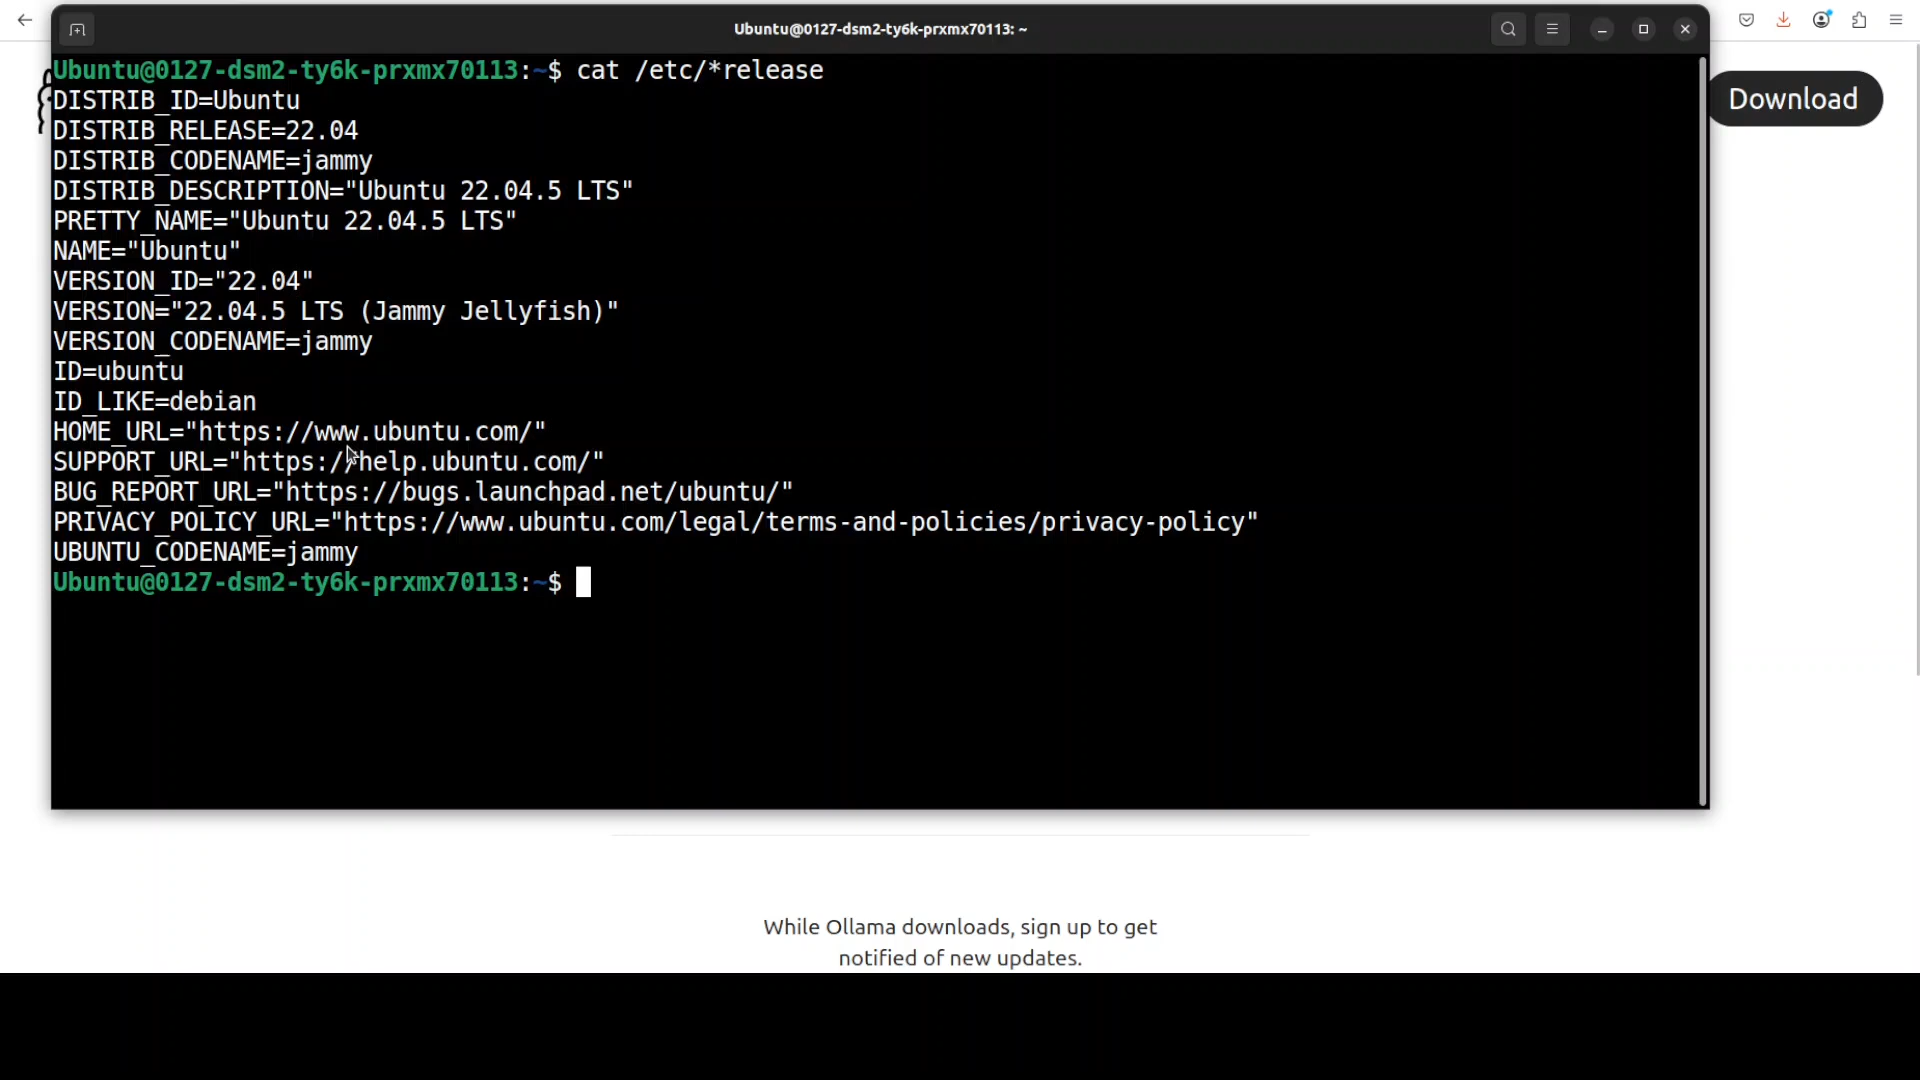 Ubuntu@0127-dsm2-ty6k-prxmx70113: ~
Ubuntu@0127-dsm2-ty6k-prxmx70113:~$ cat /etc/*release
DISTRIB_ID=Ubuntu
DISTRIB_RELEASE=22.04
DISTRIB_CODENAME=jammy
DISTRIB_DESCRIPTION="Ubuntu 22.04.5 LTS"
PRETTY_NAME="Ubuntu 22.04.5 LTS"
NAME="Ubuntu"
VERSION_ID="22.04"
VERSION="22.04.5 LTS (Jammy Jellyfish)"
VERSION_CODENAME=jammy
ID=ubuntu
ID_LIKE=debian
HOME_URL="https://www.ubuntu.com/"
SUPPORT_URL="https://help.ubuntu.com/"
BUG_REPORT_URL="https://bugs.launchpad.net/ubuntu/"
PRIVACY_POLICY_URL="https://www.ubuntu.com/legal/terms-and-policies/privacy-policy"
UBUNTU_CODENAME=jammy
Ubuntu@0127-dsm2-ty6k-prxmx70113:~$
Download
While Ollama downloads, sign up to get
notified of new updates.